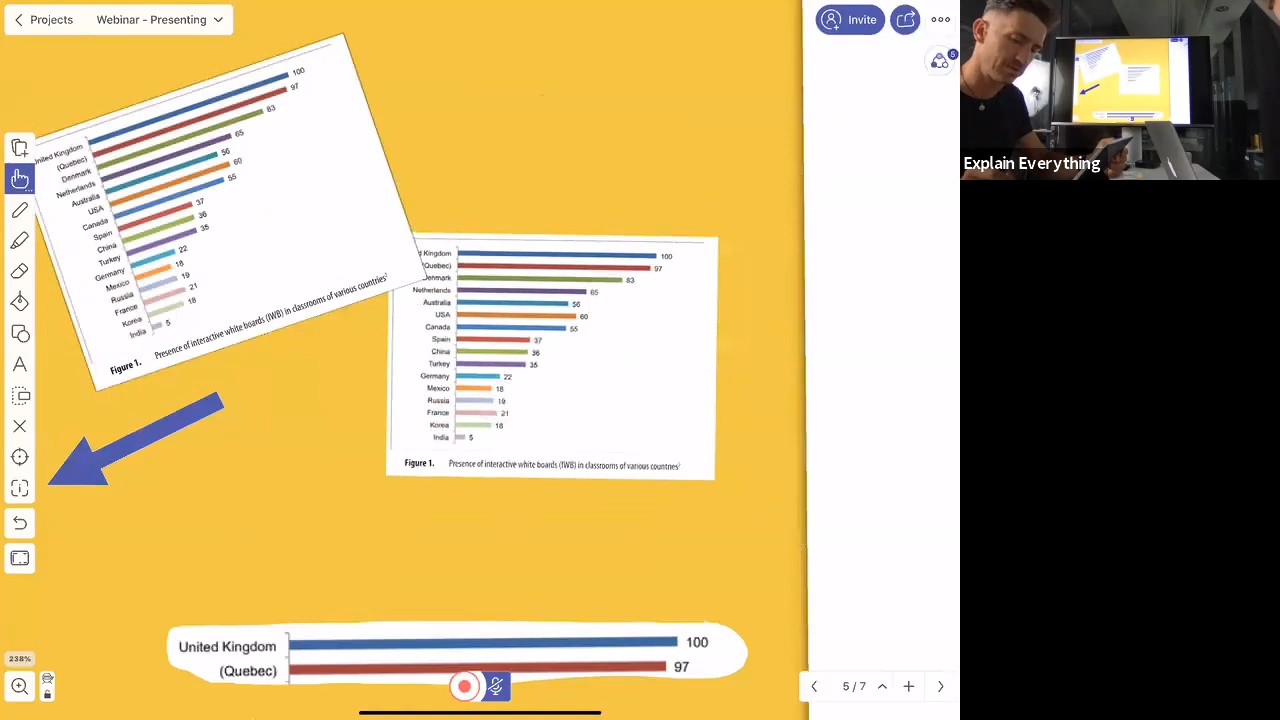 Projects
Webinar - Presenting
Invite
5
Explain Everything
United Kingdom 100
(Quebec) 97
Denmark 83
Netherlands 65
Australia 56
USA 60
Canada 55
Spain 37
China 36
Turkey 35
Germany 22
Mexico 18
Russia 19
France 21
Korea 18
India 5
Figure 1. Presence of interactive white boards (IWB) in classrooms of various countries²
Kingdom 100
(Quebec) 97
83
Netherlands 65
Australia 56
USA 60
Canada 55
Spain 37
China 36
Turkey 35
Germany 22
Mexico 18
Russia 19
France 21
Korea 18
India 5
Figure 1. Presence of interactive white boards (IWB) in classrooms of various countries²
United Kingdom 100
(Quebec) 97
238%
5 / 7